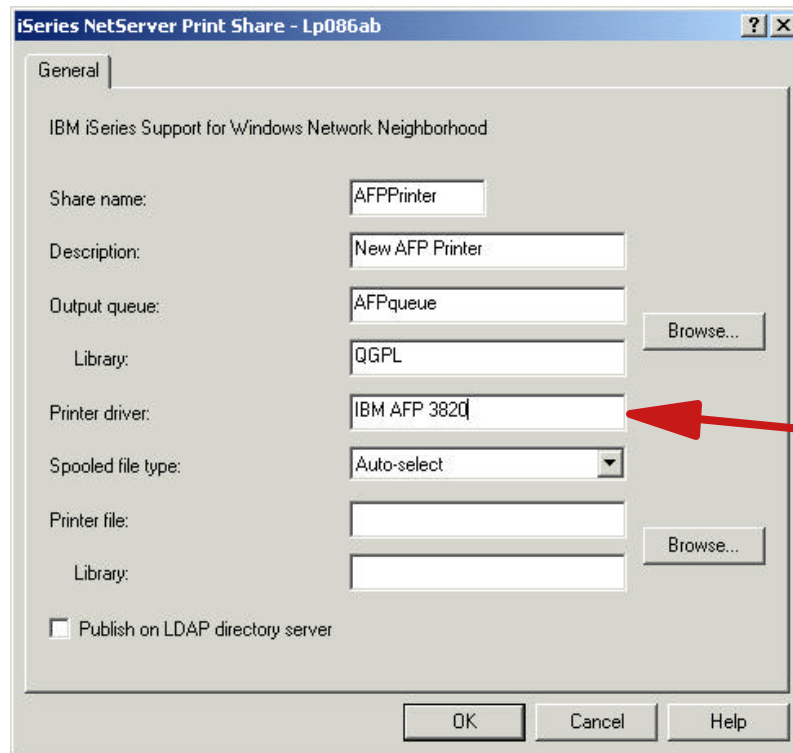 iSeries NetServer Print Share - Lp086ab
General
IBM iSeries Support for Windows Network Neighborhood
Share name: AFPPrinter
Description: New AFP Printer
Output queue: AFPqueue
Browse...
Library: QGPL
Printer driver: IBM AFP 3820
Spooled file type: Auto-select
Printer file:
Browse...
Library:
Publish on LDAP directory server
OK Cancel Help